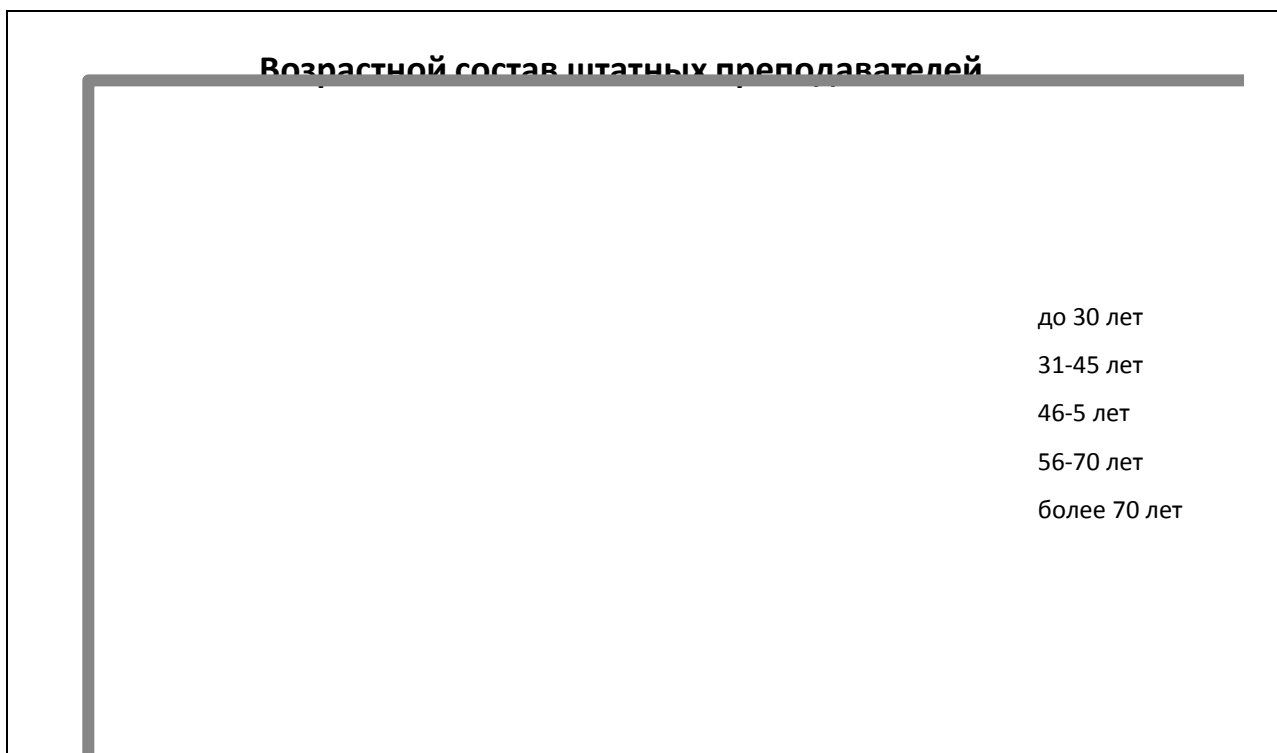 Возрастной состав штатных преподавателей
до 30 лет
31-45 лет
46-5 лет
56-70 лет
более 70 лет